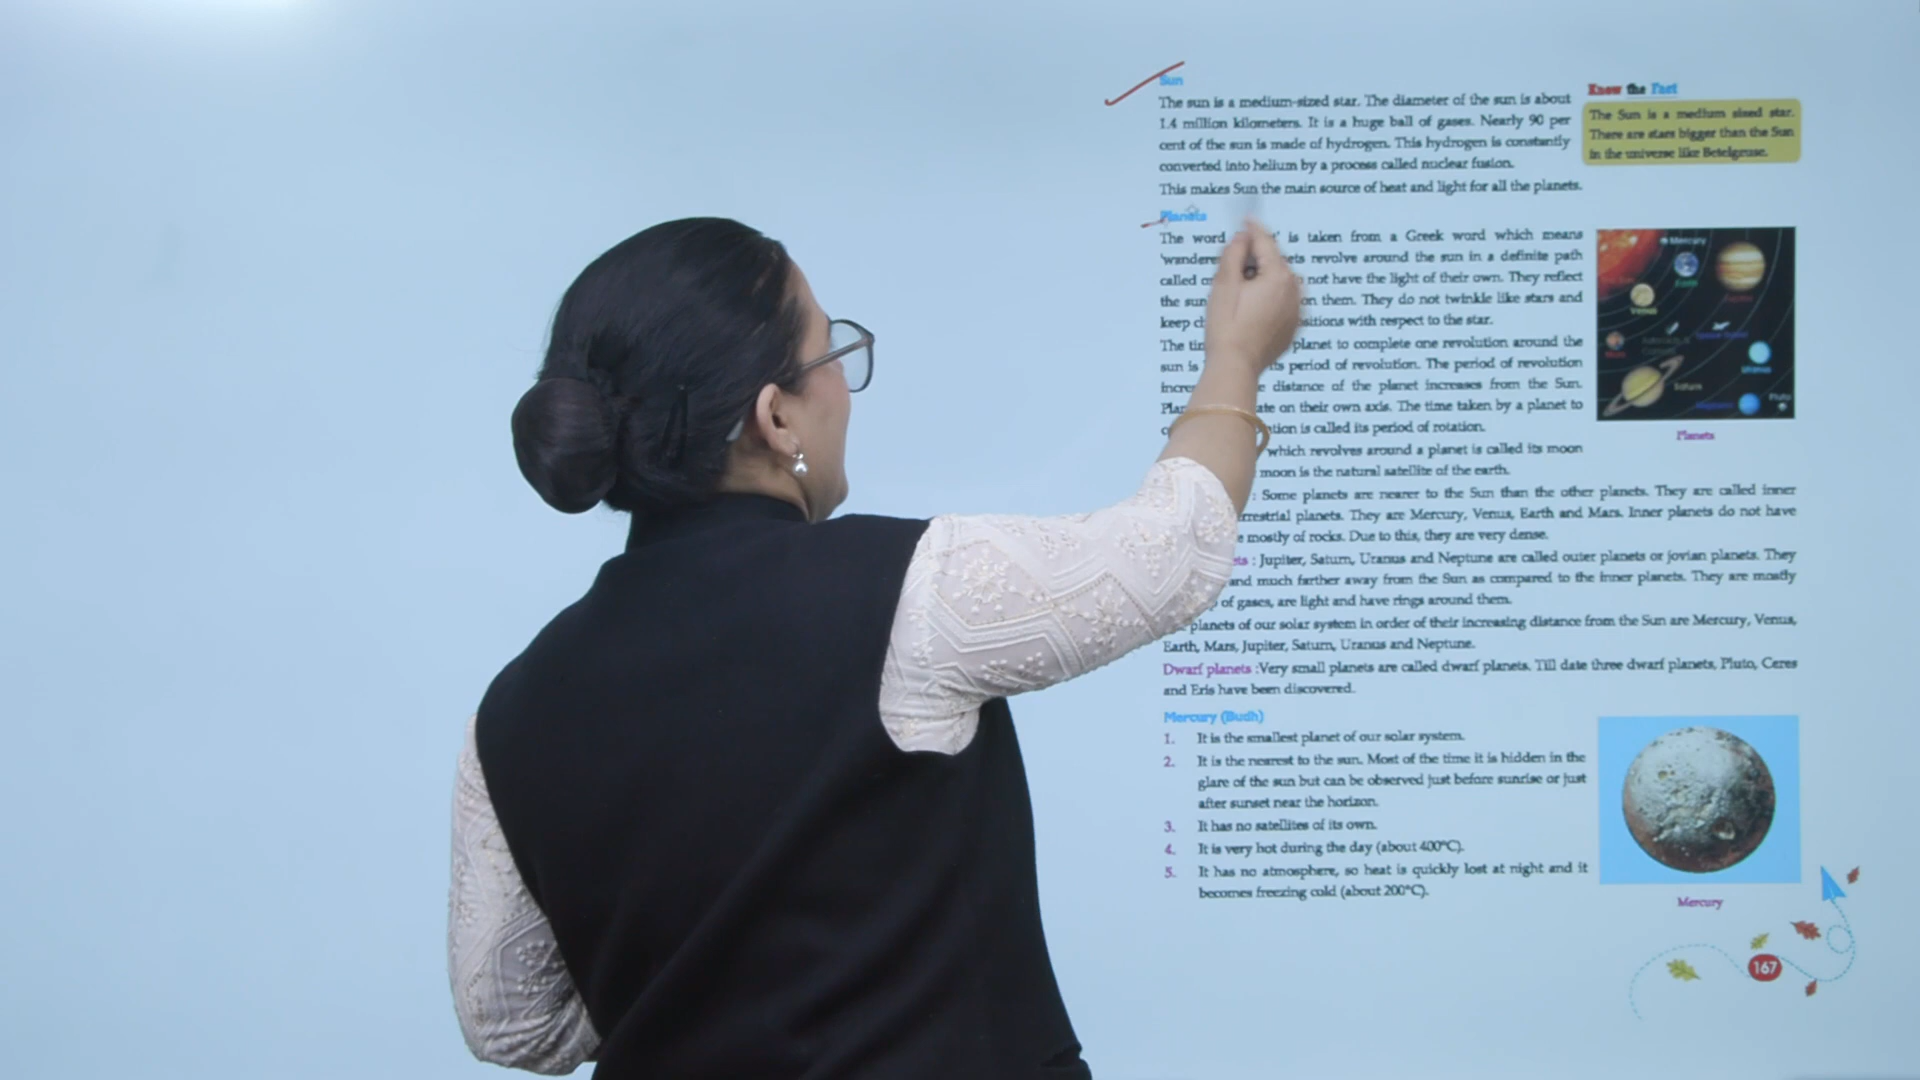 Sun
The sun is a medium-sized star. The diameter of the sun is about
1.4 million kilometers. It is a huge ball of gases. Nearly 90 per
cent of the sun is made of hydrogen. This hydrogen is constantly
converted into helium by a process called nuclear fusion.
This makes Sun the main source of heat and light for all the planets.
Know the Fact
The Sun is a medium sized star.
There are stars bigger than the Sun
in the universe like Betelgeuse.
Planets
The word is taken from a Greek word which means
revolve around the sun in a definite path
called not have the light of their own. They reflect
the sun on them. They do not twinkle like stars and
keep with respect to the star.
The planet to complete one revolution around the
sun is its period of revolution. The period of revolution
distance of the planet increases from the Sun.
on their own axis. The time taken by a planet to
is called its period of rotation.
which revolves around a planet is called its moon
moon is the natural satellite of the earth.
Mercury
Earth
Venus
Saturn
Uranus
Pluto
Planets
: Some planets are nearer to the Sun than the other planets. They are called inner
planets. They are Mercury, Venus, Earth and Mars. Inner planets do not have
mostly of rocks. Due to this, they are very dense.
: Jupiter, Saturn, Uranus and Neptune are called outer planets or jovian planets. They
and much farther away from the Sun as compared to the inner planets. They are mostly
of gases, are light and have rings around them.
planets of our solar system in order of their increasing distance from the Sun are Mercury, Venus,
Earth, Mars, Jupiter, Saturn, Uranus and Neptune.
Dwarf planets :Very small planets are called dwarf planets. Till date three dwarf planets, Pluto, Ceres
and Eris have been discovered.
Mercury (Budh)
1. It is the smallest planet of our solar system.
2. It is the nearest to the sun. Most of the time it is hidden in the
glare of the sun but can be observed just before sunrise or just
after sunset near the horizon.
3. It has no satellites of its own.
4. It is very hot during the day (about 400°C).
5. It has no atmosphere, so heat is quickly lost at night and it
becomes freezing cold (about 200°C).
Mercury
167